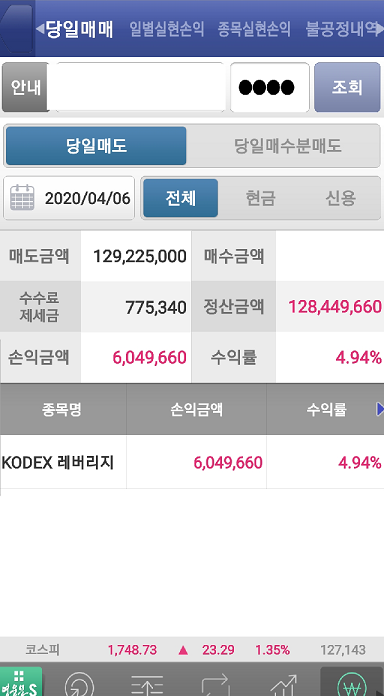 당일매매 일별실현손익 종목실현손익 불공정내역
안내 조회
당일매도 당일매수분매도
2020/04/06 전체 현금 신용
매도금액 129,225,000 매수금액
수수료
제세금 775,340 정산금액 128,449,660
손익금액 6,049,660 수익률 4.94%
종목명 손익금액 수익률
KODEX 레버리지 6,049,660 4.94%
코스피 1,748.73 ▲ 23.29 1.35% 127,143